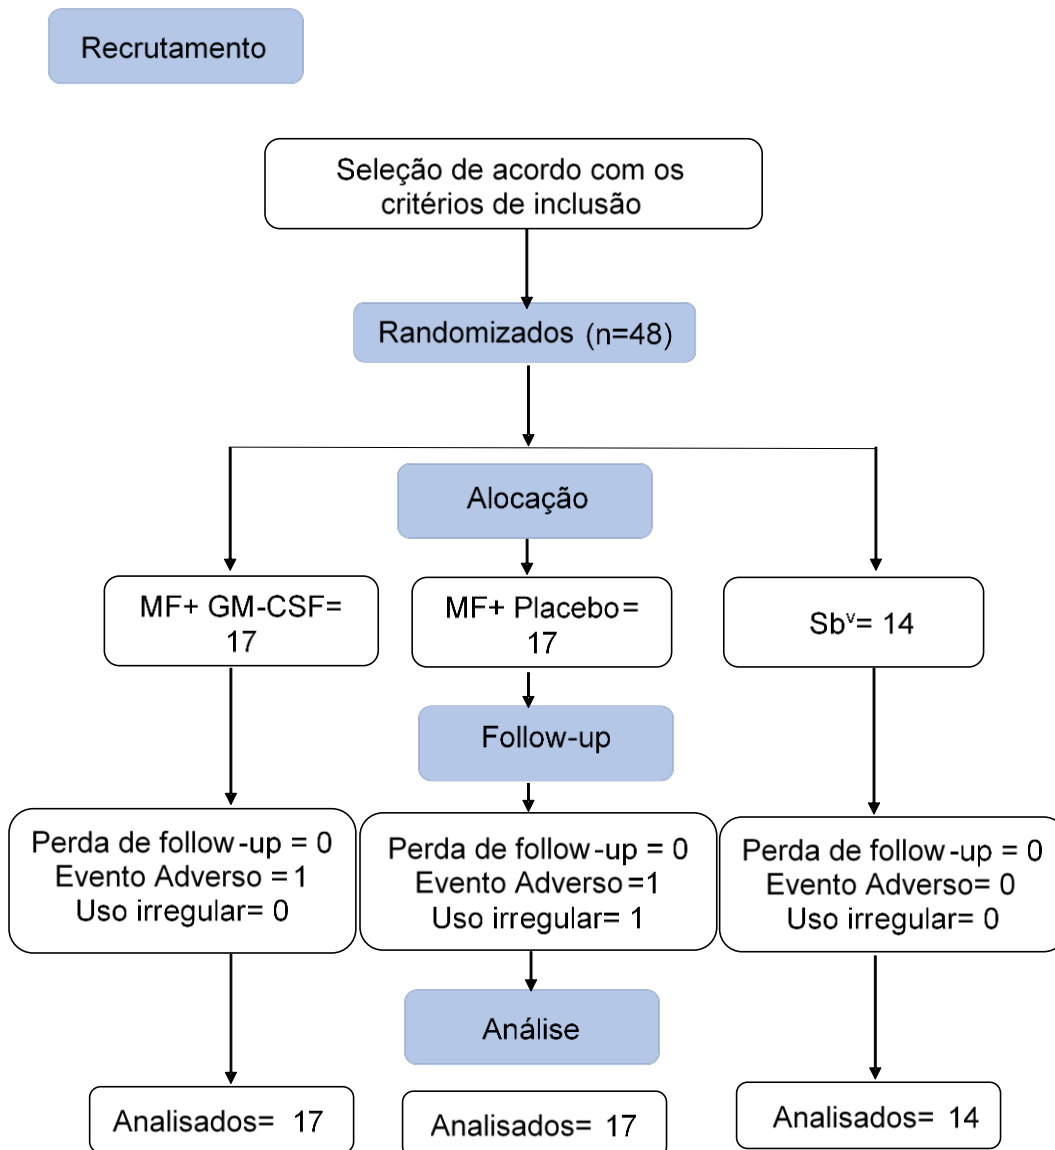 Recrutamento
Seleção de acordo com os
critérios de inclusão
Randomizados (n=48)
Alocação
MF+ GM-CSF=
17
MF+ Placebo=
17
Sbᵛ= 14
Follow-up
Perda de follow-up = 0
Evento Adverso =1
Uso irregular= 0
Perda de follow-up = 0
Evento Adverso=1
Uso irregular= 1
Perda de follow-up = 0
Evento Adverso= 0
Uso irregular= 0
Análise
Analisados= 17
Analisados= 17
Analisados= 14